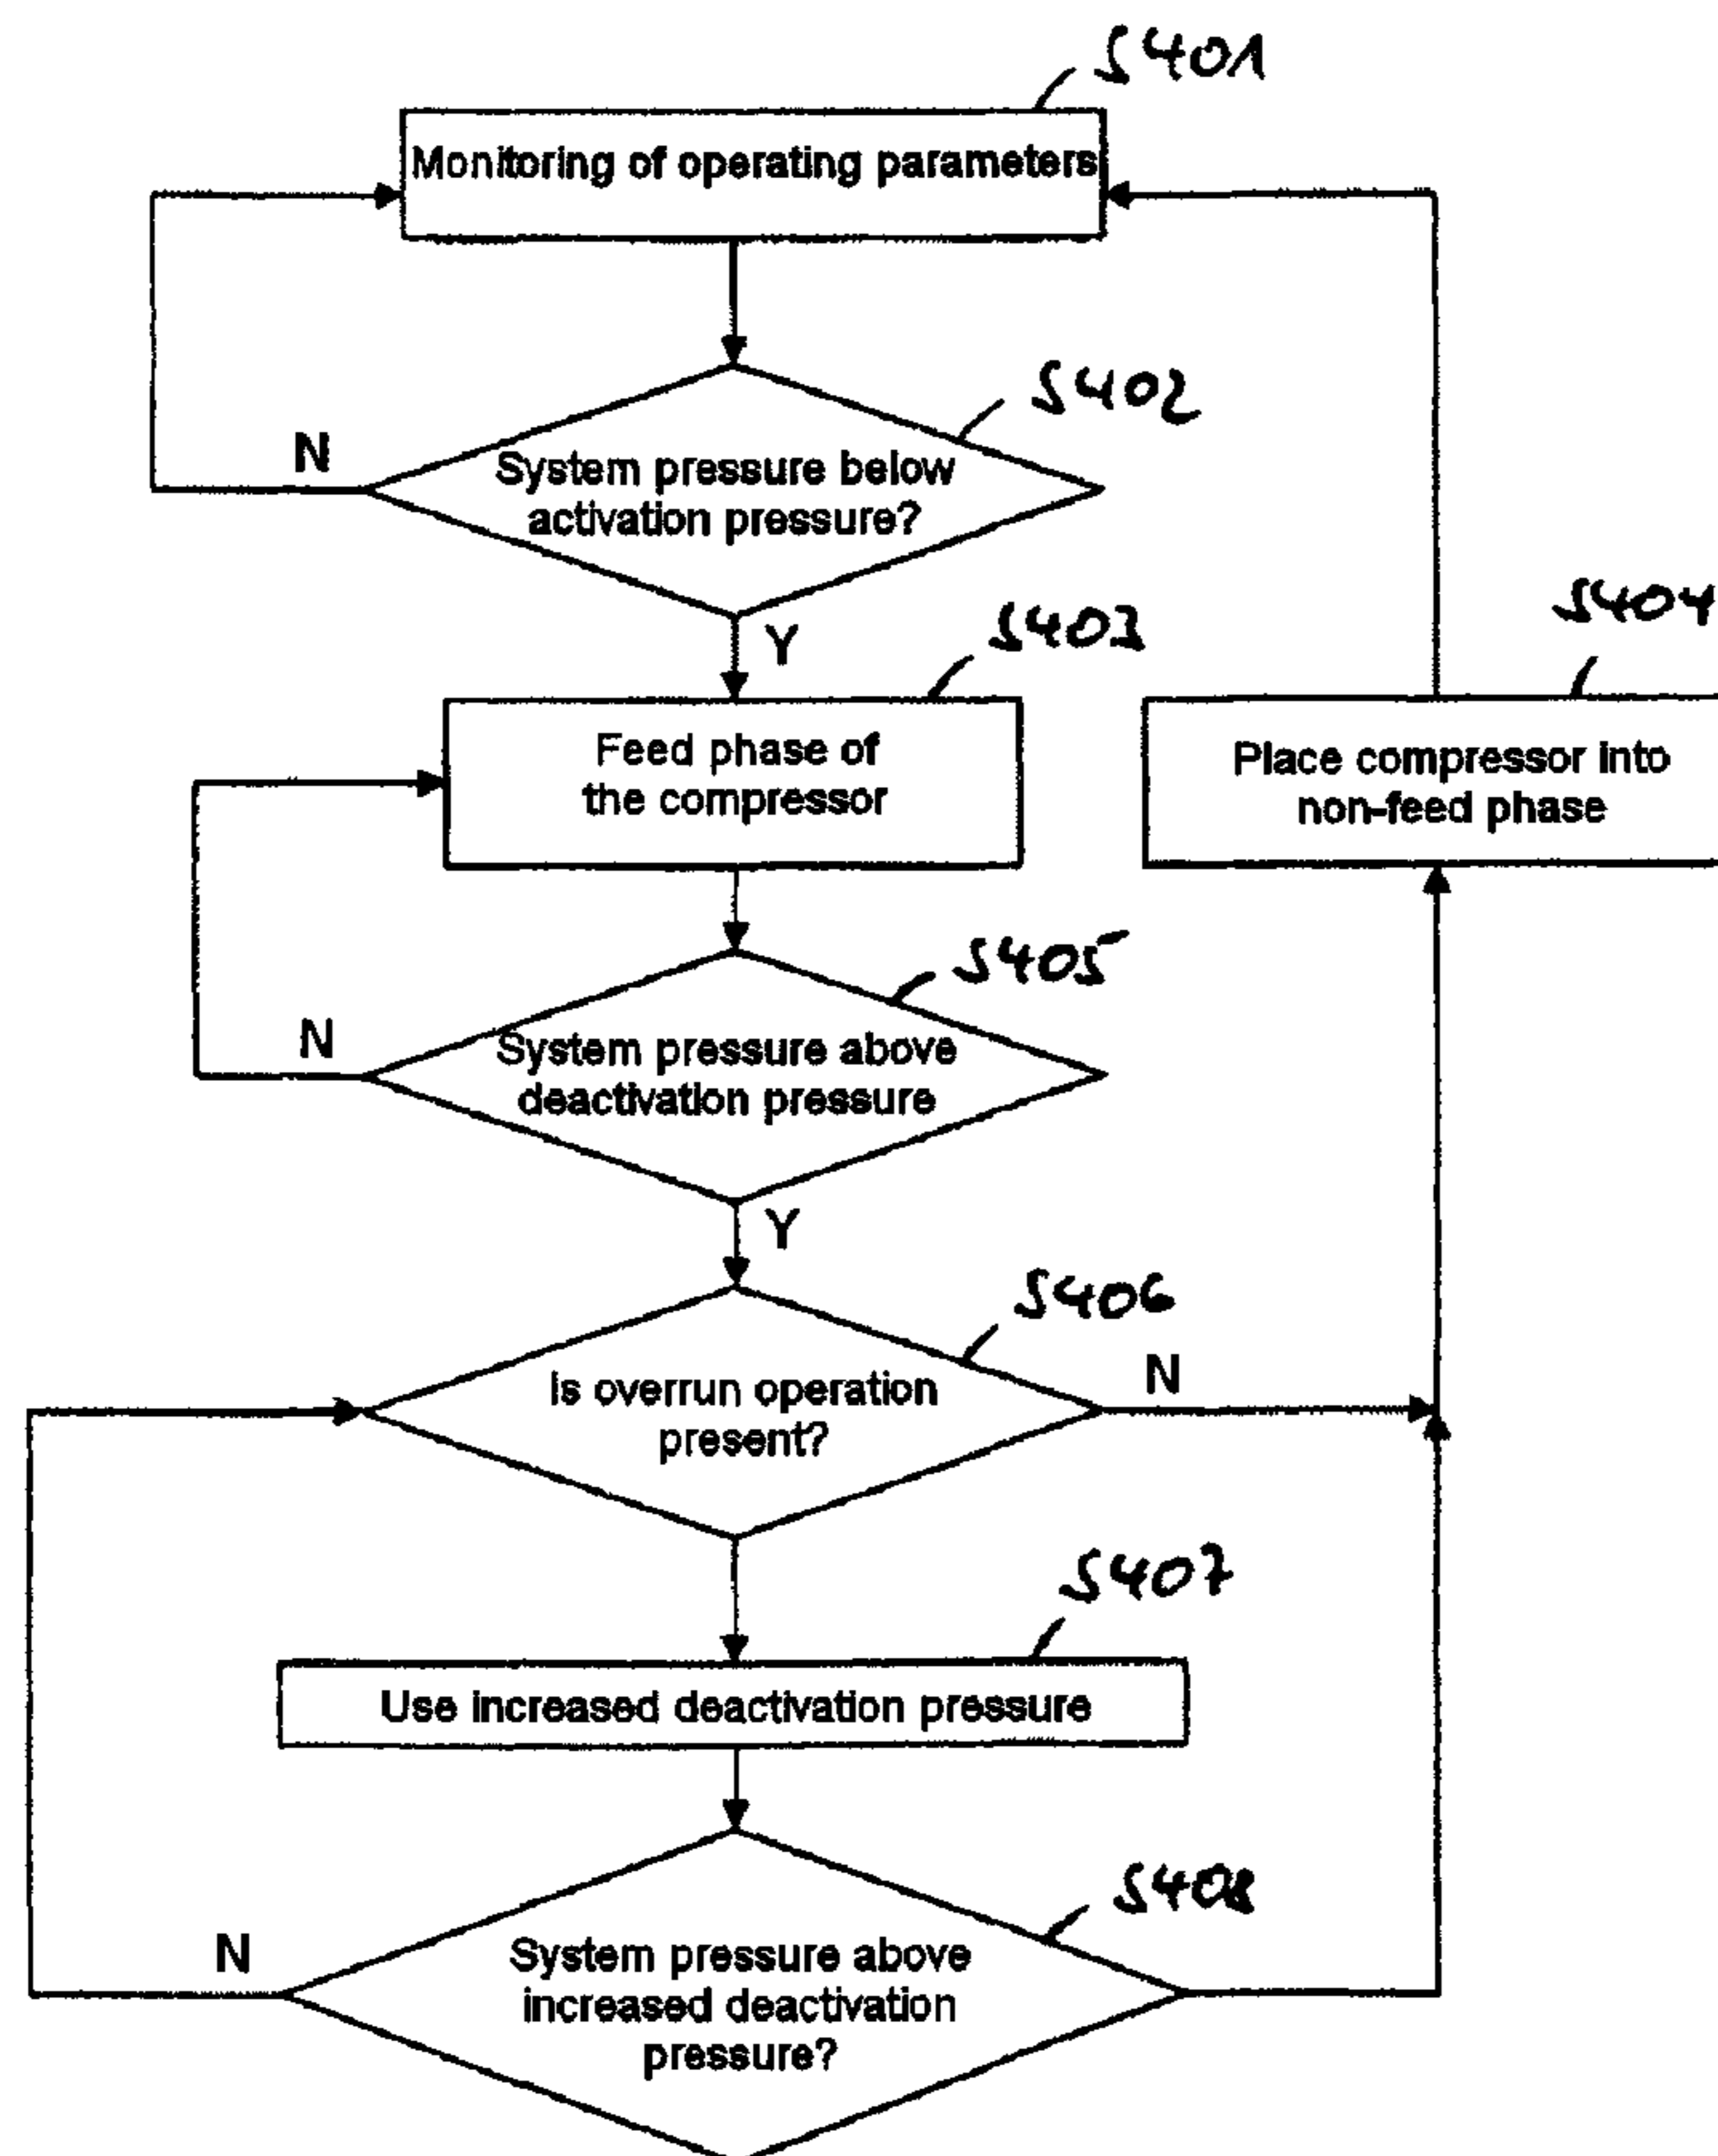 S401
Monitoring of operating parameters
S402
N
System pressure below
activation pressure?
Y
S403
S404
Feed phase of
the compressor
Place compressor into
non-feed phase
S405
N
System pressure above
deactivation pressure
Y
S406
N
Is overrun operation
present?
S407
Use increased deactivation pressure
S408
N
System pressure above
increased deactivation
pressure?